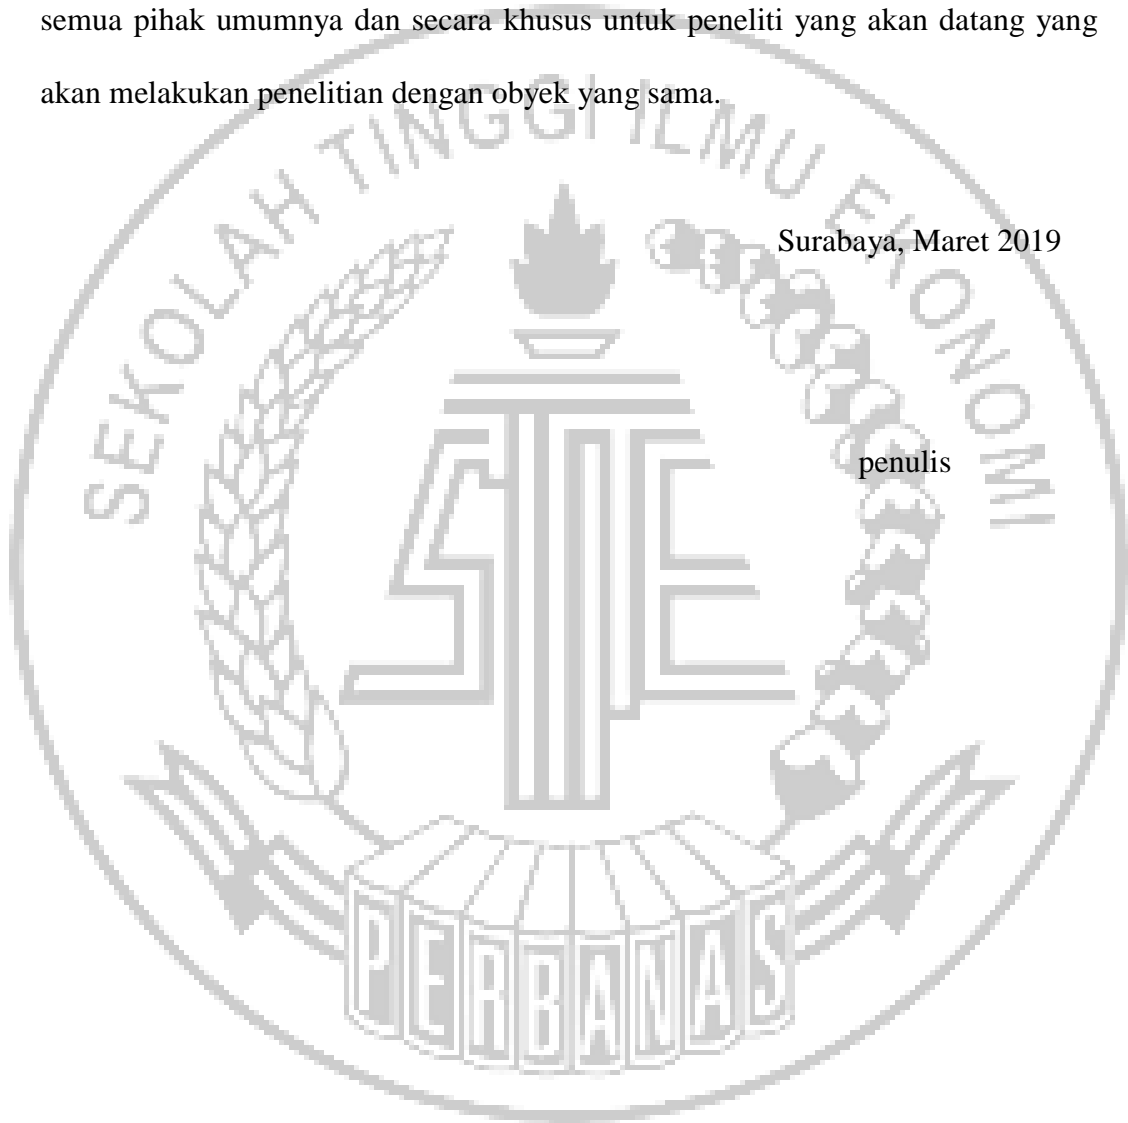 semua pihak umumnya dan secara khusus untuk peneliti yang akan datang yang
akan melakukan penelitian dengan obyek yang sama.
SEKOLAH TINGGI ILMU EKONOMI
Surabaya, Maret 2019
penulis
STIE
PERBANAS